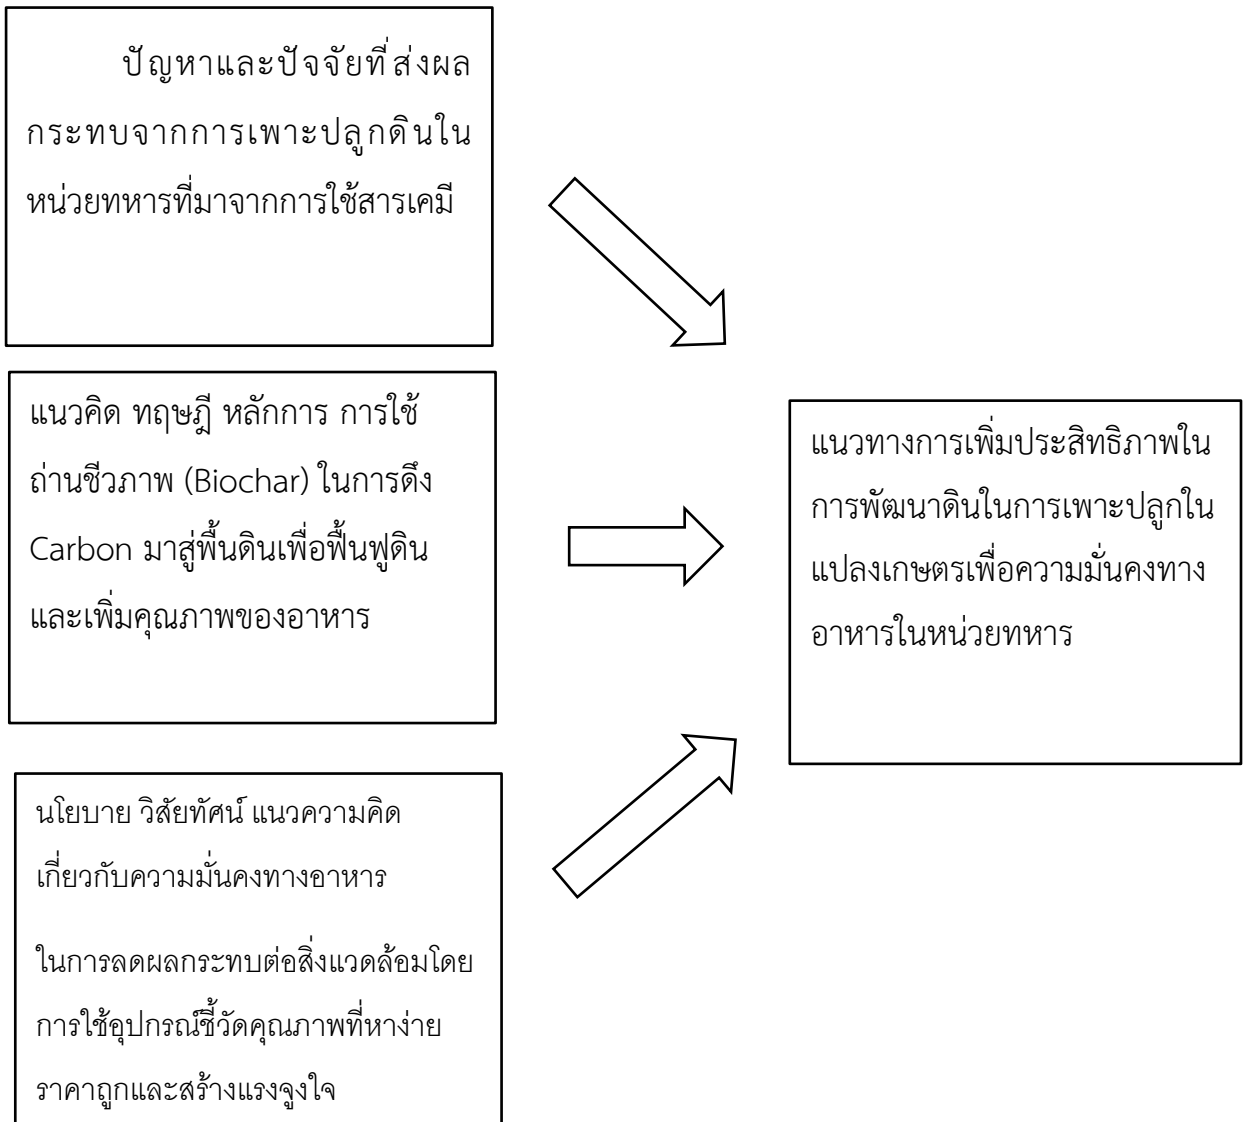 ปัญหาและปัจจัยที่ส่งผล
กระทบจากการเพาะปลูกดินใน
หน่วยทหารที่มาจากการใช้สารเคมี
แนวคิด ทฤษฎี หลักการ การใช้
ถ่านชีวภาพ (Biochar) ในการดึง
Carbon มาสู่พื้นดินเพื่อฟื้นฟูดิน
และเพิ่มคุณภาพของอาหาร
นโยบาย วิสัยทัศน์ แนวความคิด
เกี่ยวกับความมั่นคงทางอาหาร
ในการลดผลกระทบต่อสิ่งแวดล้อมโดย
การใช้อุปกรณ์ชี้วัดคุณภาพที่หาง่าย
ราคาถูกและสร้างแรงจูงใจ
แนวทางการเพิ่มประสิทธิภาพใน
การพัฒนาดินในการเพาะปลูกใน
แปลงเกษตรเพื่อความมั่นคงทาง
อาหารในหน่วยทหาร